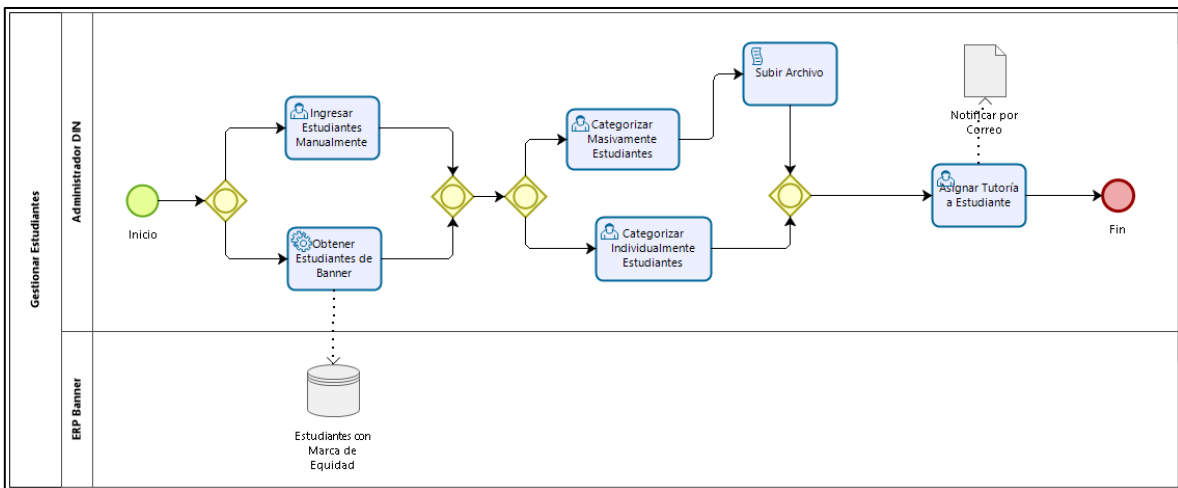 Gestionar Estudiantes
Administrador DIN
Inicio
Ingresar
Estudiantes
Manualmente
Obtener
Estudiantes de
Banner
Categorizar
Masivamente
Estudiantes
Categorizar
Individualmente
Estudiantes
Subir Archivo
Notificar por
Correo
Asignar Tutoría
a Estudiante
Fin
ERP Banner
Estudiantes con
Marca de
Equidad